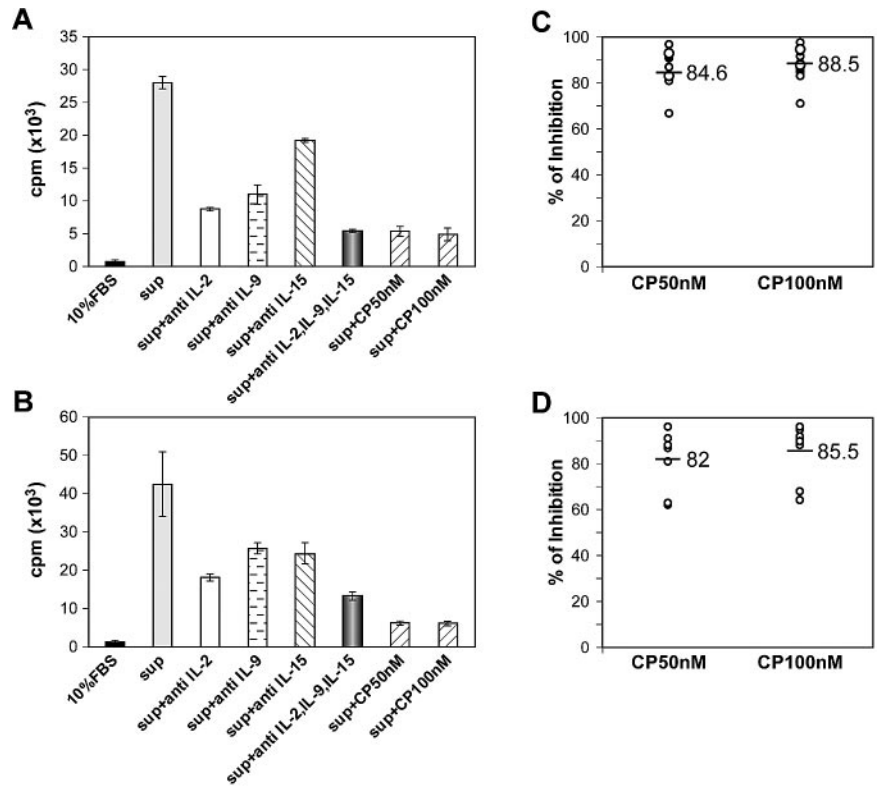 A
cpm (x10³)
35
30
25
20
15
10
5
0
10%FBS
sup
sup+anti IL-2
sup+anti IL-9
sup+anti IL-15
sup+anti IL-2,IL-9,IL-15
sup+CP50nM
sup+CP100nM
C
% of Inhibition
100
80
60
40
20
0
84.6
88.5
CP50nM
CP100nM
B
cpm (x10³)
60
50
40
30
20
10
0
10%FBS
sup
sup+anti IL-2
sup+anti IL-9
sup+anti IL-15
sup+anti IL-2,IL-9,IL-15
sup+CP50nM
sup+CP100nM
D
% of Inhibition
100
80
60
40
20
0
82
85.5
CP50nM
CP100nM